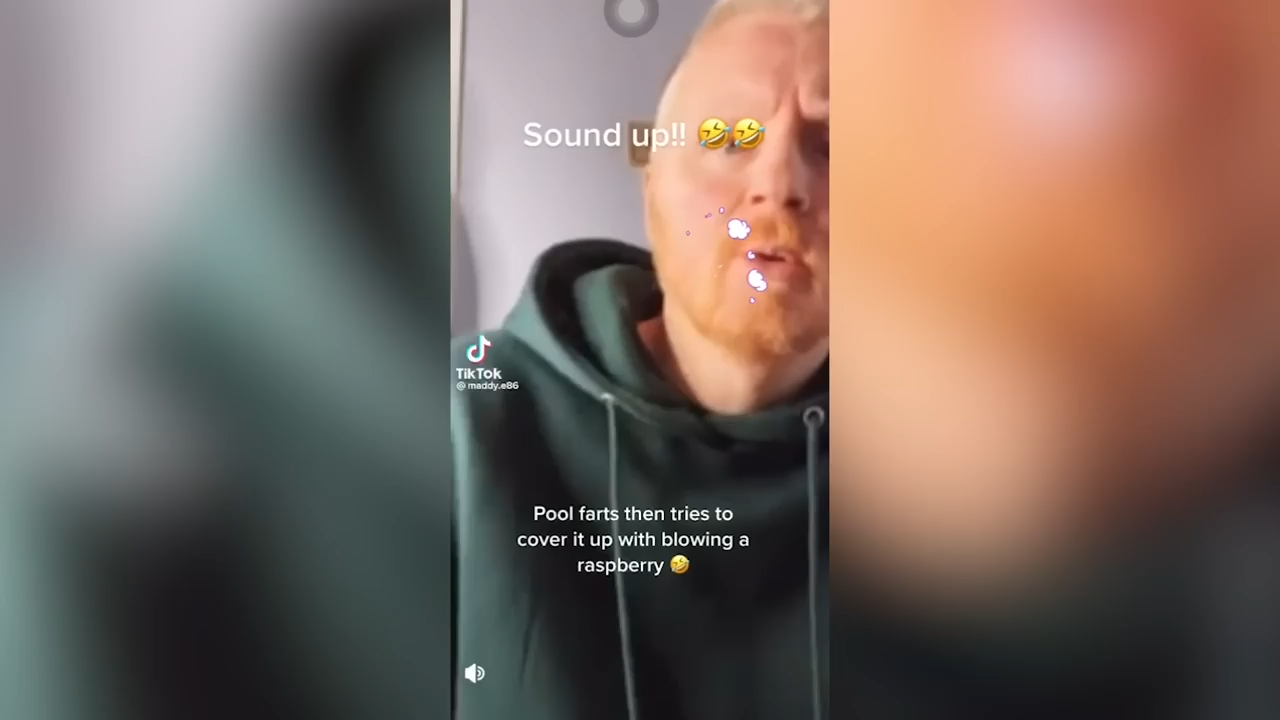 Sound up!! 🤣🤣
TikTok
@ maddy.e86
Pool farts then tries to
cover it up with blowing a
raspberry 🤣